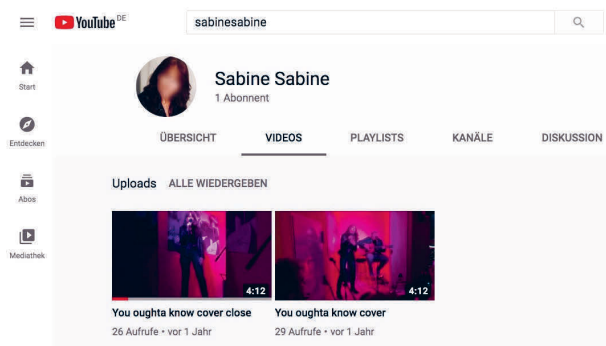 YouTube DE
sabinesabine
Start
Entdecken
Abos
Mediathek
Sabine Sabine
1 Abonnent
ÜBERSICHT VIDEOS PLAYLISTS KANÄLE DISKUSSION
Uploads ALLE WIEDERGEBEN
4:12 4:12
You oughta know cover close You oughta know cover
26 Aufrufe • vor 1 Jahr 29 Aufrufe • vor 1 Jahr